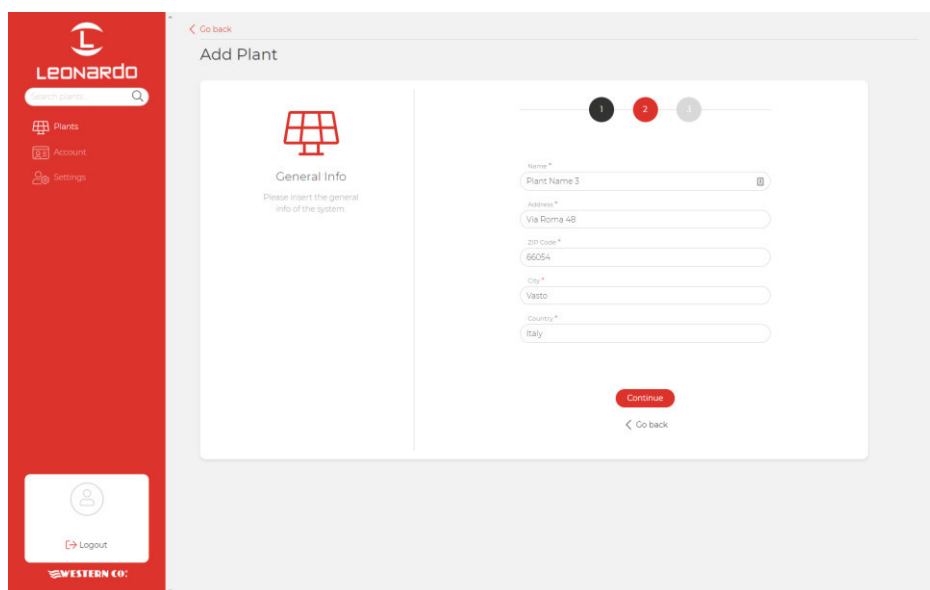 Leonardo
Search plants
Plants
Account
Settings
Logout
WESTERN CO.
Go back
Add Plant
General Info
Please insert the general
info of the system.
1 2 3
Name *
Plant Name 3
Address *
Via Roma 48
ZIP Code *
66054
City *
Vasto
Country *
Italy
Continue
Go back